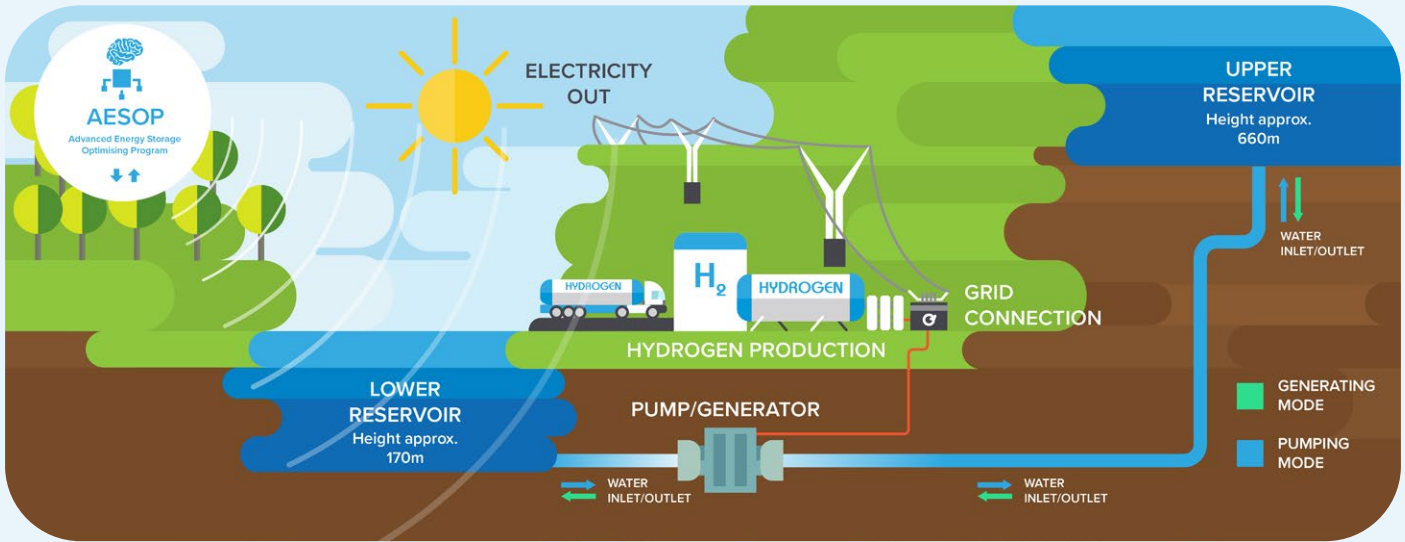 AESOP
Advanced Energy Storage
Optimising Program
ELECTRICITY
OUT
UPPER
RESERVOIR
Height approx.
660m
WATER
INLET/OUTLET
HYDROGEN
H₂
HYDROGEN
GRID
CONNECTION
HYDROGEN PRODUCTION
LOWER
RESERVOIR
Height approx.
170m
PUMP/GENERATOR
WATER
INLET/OUTLET
WATER
INLET/OUTLET
GENERATING
MODE
PUMPING
MODE